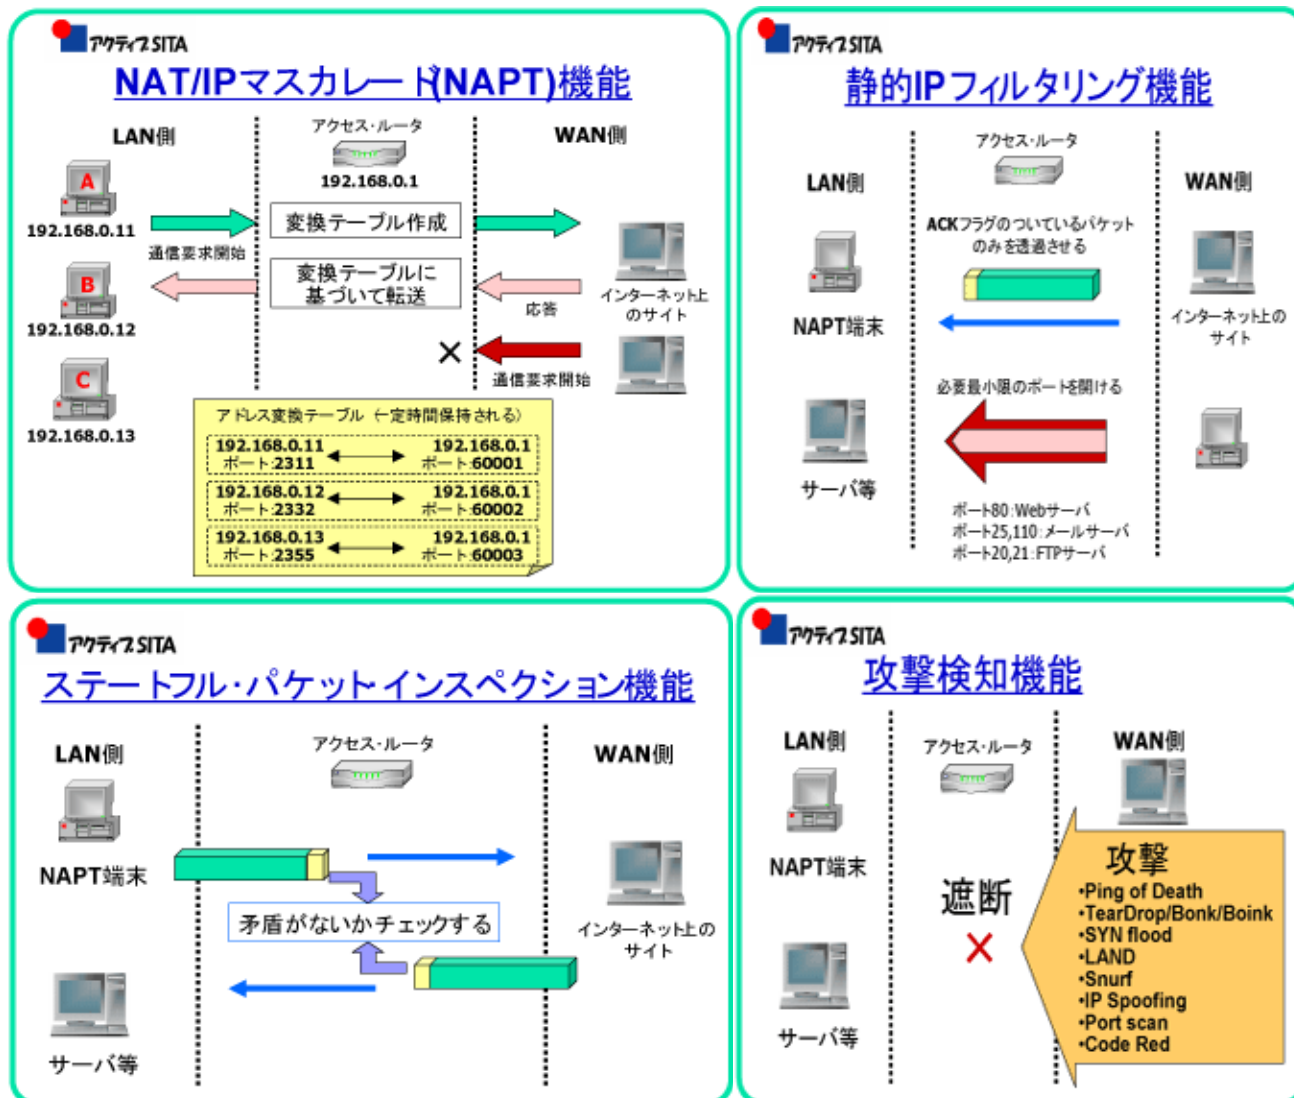 アクティブSITA
NAT/IPマスカレード(NAPT)機能
LAN側
アクセス・ルータ
192.168.0.1
WAN側
A
192.168.0.11
通信要求開始
変換テーブル作成
B
192.168.0.12
変換テーブルに
基づいて転送
応答
インターネット上
のサイト
×
通信要求開始
C
192.168.0.13
アドレス変換テーブル (一定時間保持される)
192.168.0.11 192.168.0.1
ポート:2311 ポート:60001
192.168.0.12 192.168.0.1
ポート:2332 ポート:60002
192.168.0.13 192.168.0.1
ポート:2355 ポート:60003
アクティブSITA
静的IPフィルタリング機能
アクセス・ルータ
LAN側
WAN側
ACKフラグのついているパケット
のみを透過させる
NAPT端末
インターネット上の
サイト
必要最小限のポートを開ける
サーバ等
ポート80:Webサーバ
ポート25,110:メールサーバ
ポート20,21:FTPサーバ
アクティブSITA
ステートフル・パケット・インスペクション機能
LAN側
アクセス・ルータ
WAN側
NAPT端末
矛盾がないかチェックする
インターネット上の
サイト
サーバ等
アクティブSITA
攻撃検知機能
LAN側
アクセス・ルータ
WAN側
NAPT端末
遮断
×
サーバ等
攻撃
•Ping of Death
•TearDrop/Bonk/Boink
•SYN flood
•LAND
•Snurf
•IP Spoofing
•Port scan
•Code Red